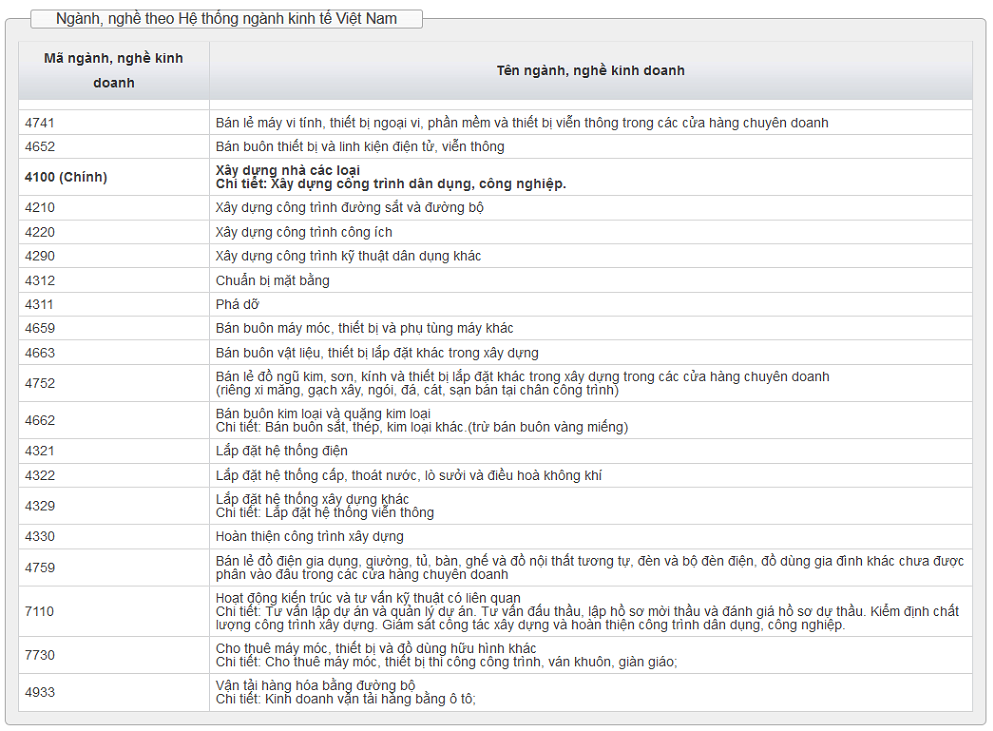 Ngành, nghề theo Hệ thống ngành kinh tế Việt Nam
Mã ngành, nghề kinh
doanh
Tên ngành, nghề kinh doanh
4741
Bán lẻ máy vi tính, thiết bị ngoại vi, phần mềm và thiết bị viễn thông trong các cửa hàng chuyên doanh
4652
Bán buôn thiết bị và linh kiện điện tử, viễn thông
4100 (Chính)
Xây dựng nhà các loại
Chi tiết: Xây dựng công trình dân dụng, công nghiệp.
4210
Xây dựng công trình đường sắt và đường bộ
4220
Xây dựng công trình công ích
4290
Xây dựng công trình kỹ thuật dân dụng khác
4312
Chuẩn bị mặt bằng
4311
Phá dỡ
4659
Bán buôn máy móc, thiết bị và phụ tùng máy khác
4663
Bán buôn vật liệu, thiết bị lắp đặt khác trong xây dựng
4752
Bán lẻ đồ ngũ kim, sơn, kính và thiết bị lắp đặt khác trong xây dựng trong các cửa hàng chuyên doanh
(riêng xi măng, gạch xây, ngói, đá, cát, sạn bán tại chân công trình)
4662
Bán buôn kim loại và quặng kim loại
Chi tiết: Bán buôn sắt, thép, kim loại khác.(trừ bán buôn vàng miếng)
4321
Lắp đặt hệ thống điện
4322
Lắp đặt hệ thống cấp, thoát nước, lò sưởi và điều hoà không khí
4329
Lắp đặt hệ thống xây dựng khác
Chi tiết: Lắp đặt hệ thống viễn thông
4330
Hoàn thiện công trình xây dựng
4759
Bán lẻ đồ điện gia dụng, giường, tủ, bàn, ghế và đồ nội thất tương tự, đèn và bộ đèn điện, đồ dùng gia đình khác chưa được
phân vào đâu trong các cửa hàng chuyên doanh
7110
Hoạt động kiến trúc và tư vấn kỹ thuật có liên quan
Chi tiết: Tư vấn lập dự án và quản lý dự án. Tư vấn đấu thầu, lập hồ sơ mời thầu và đánh giá hồ sơ dự thầu. Kiểm định chất
lượng công trình xây dựng. Giám sát công tác xây dựng và hoàn thiện công trình dân dụng, công nghiệp.
7730
Cho thuê máy móc, thiết bị và đồ dùng hữu hình khác
Chi tiết: Cho thuê máy móc, thiết bị thi công công trình, ván khuôn, giàn giáo;
4933
Vận tải hàng hóa bằng đường bộ
Chi tiết: Kinh doanh vận tải hàng bằng ô tô;